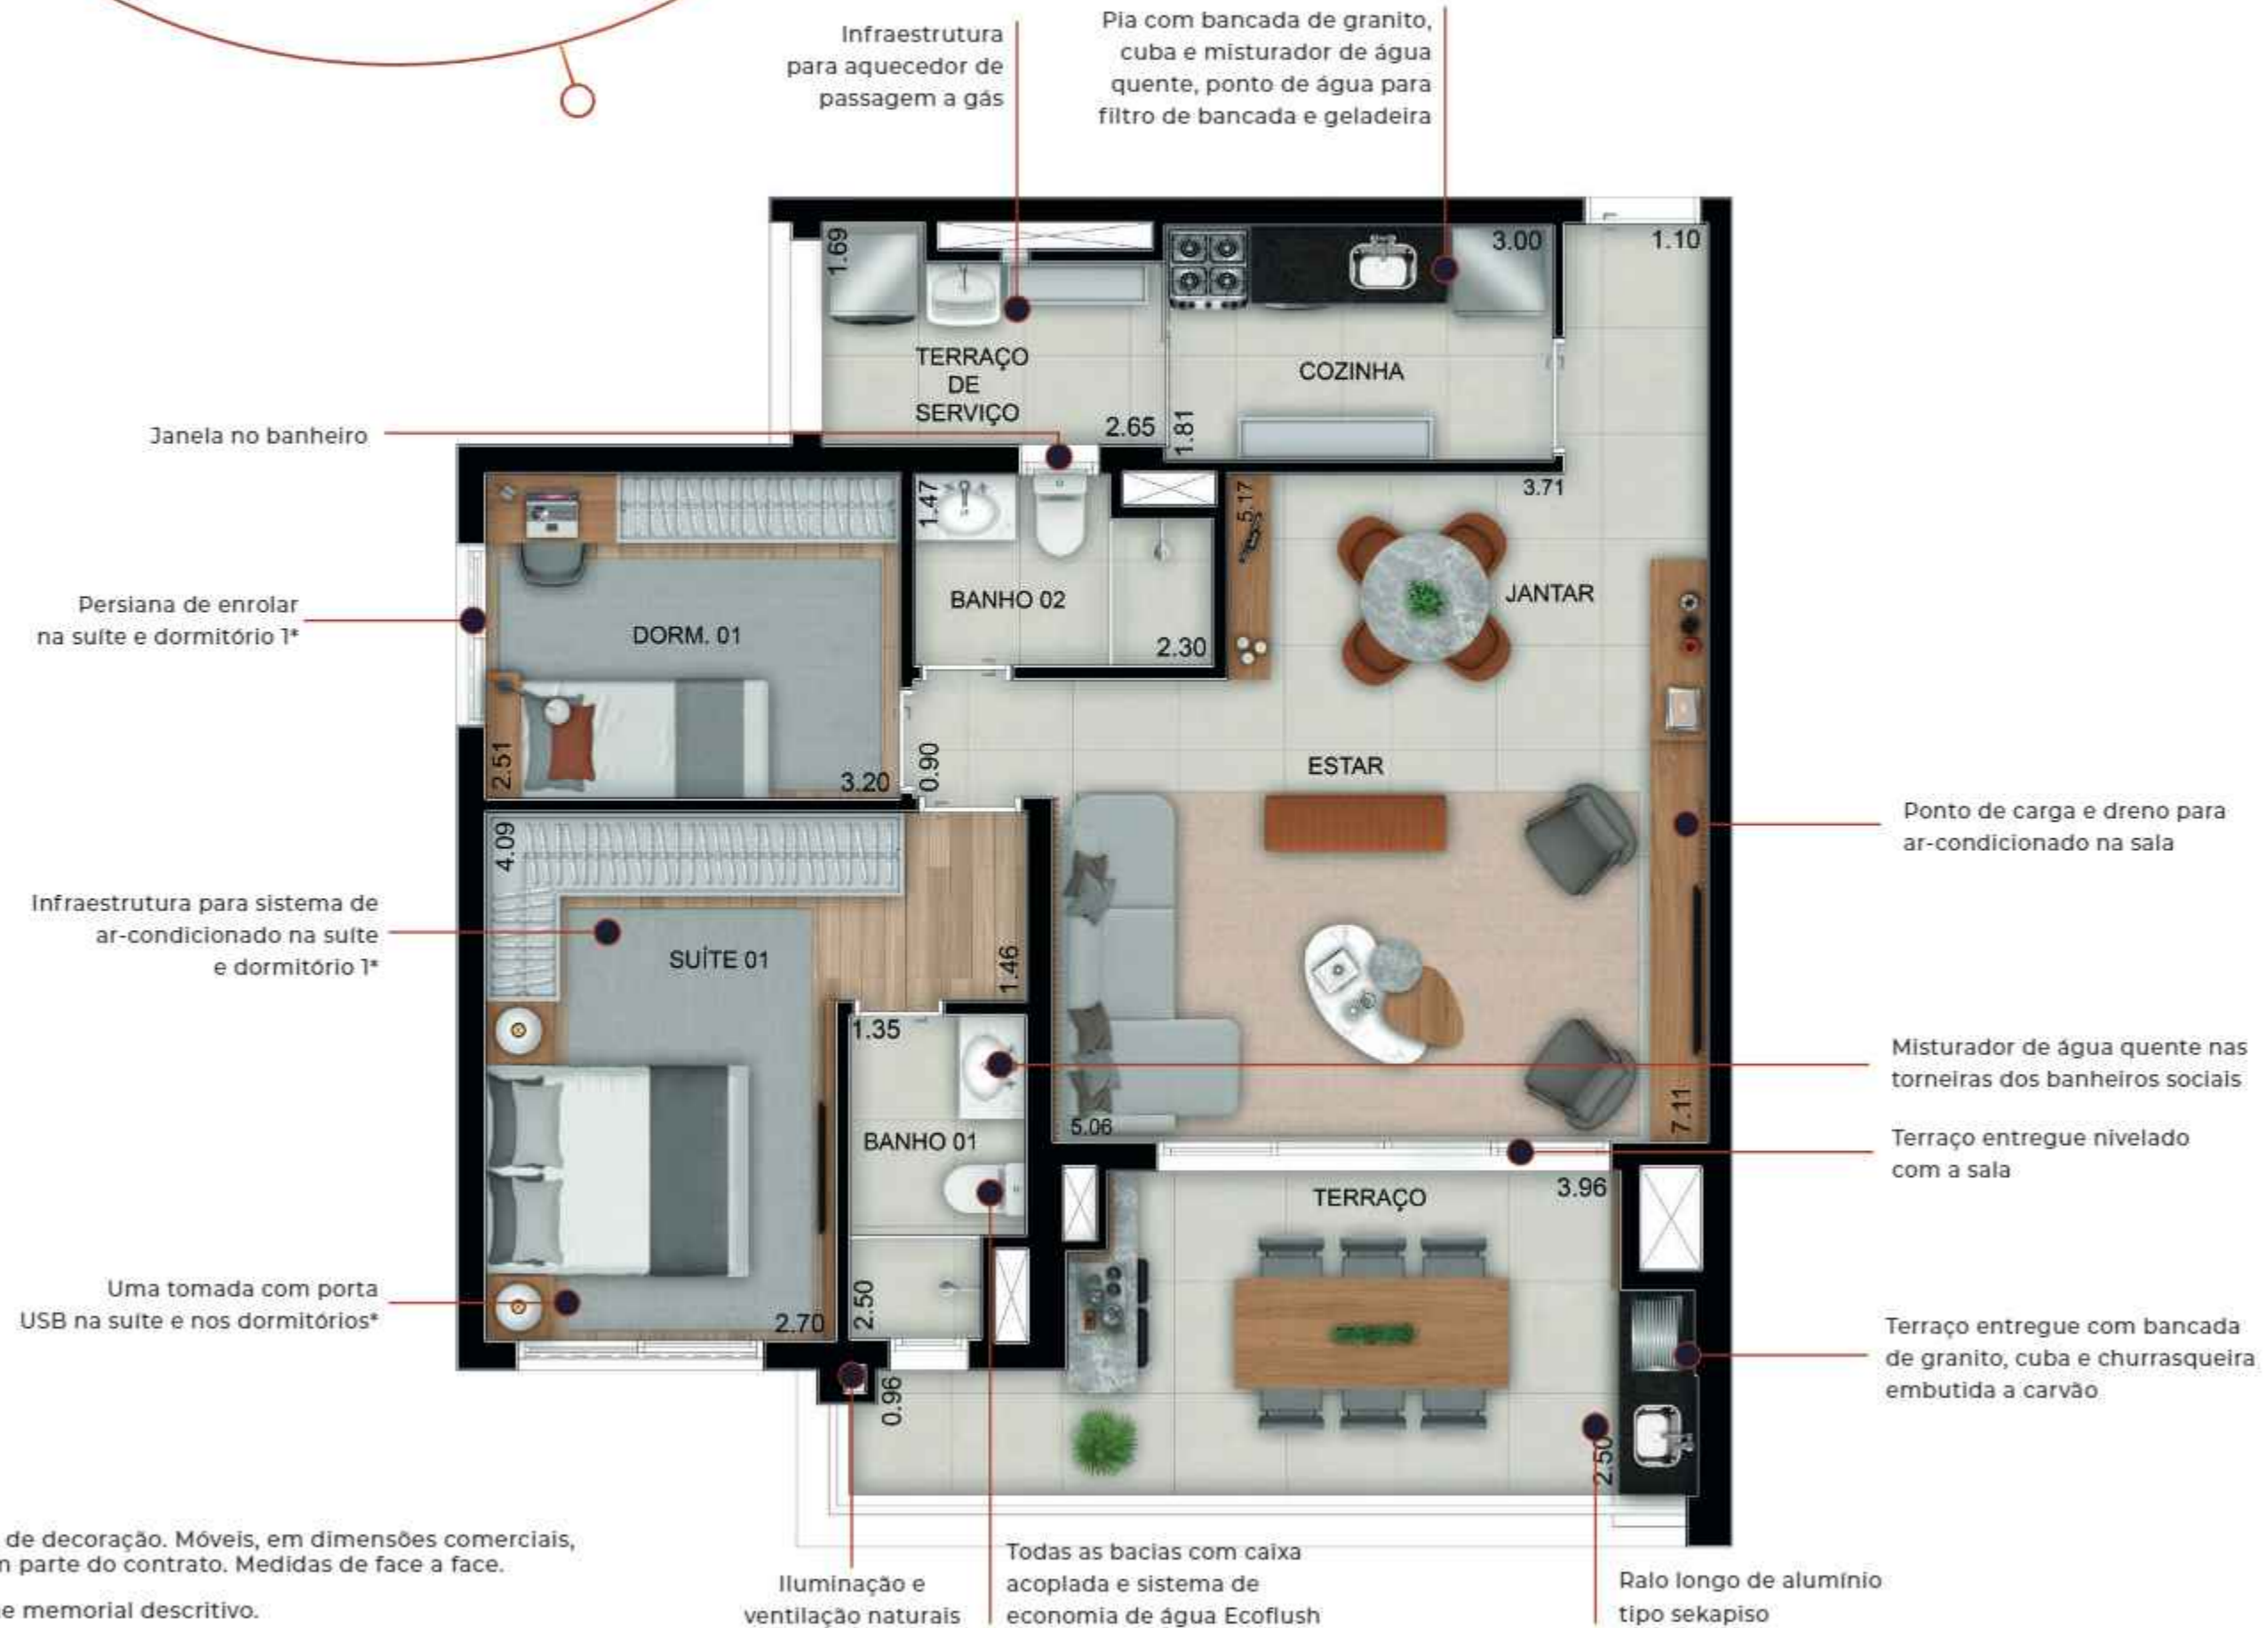 Infraestrutura
para aquecedor de
passagem a gás
Pia com bancada de granito,
cuba e misturador de água
quente, ponto de água para
filtro de bancada e geladeira
1.69
3.00
1.10
TERRAÇO
DE
SERVIÇO
COZINHA
2.65
1.81
Janela no banheiro
1.47
5.17
3.71
Persiana de enrolar
na suíte e dormitório 1*
DORM. 01
BANHO 02
JANTAR
2.30
2.51
3.20
0.90
ESTAR
Ponto de carga e dreno para
ar-condicionado na sala
4.09
Infraestrutura para sistema de
ar-condicionado na suíte
e dormitório 1*
SUÍTE 01
1.46
1.35
Misturador de água quente nas
torneiras dos banheiros sociais
BANHO 01
5.06
7.11
Terraço entregue nivelado
com a sala
TERRAÇO
3.96
Uma tomada com porta
USB na suíte e nos dormitórios*
2.70
2.50
Terraço entregue com bancada
de granito, cuba e churrasqueira
embutida a carvão
0.96
2.50
de decoração. Móveis, em dimensões comerciais,
parte do contrato. Medidas de face a face.
memorial descritivo.
Iluminação e
ventilação naturais
Todas as bacias com caixa
acoplada e sistema de
economia de água Ecoflush
Ralo longo de alumínio
tipo sekapiso